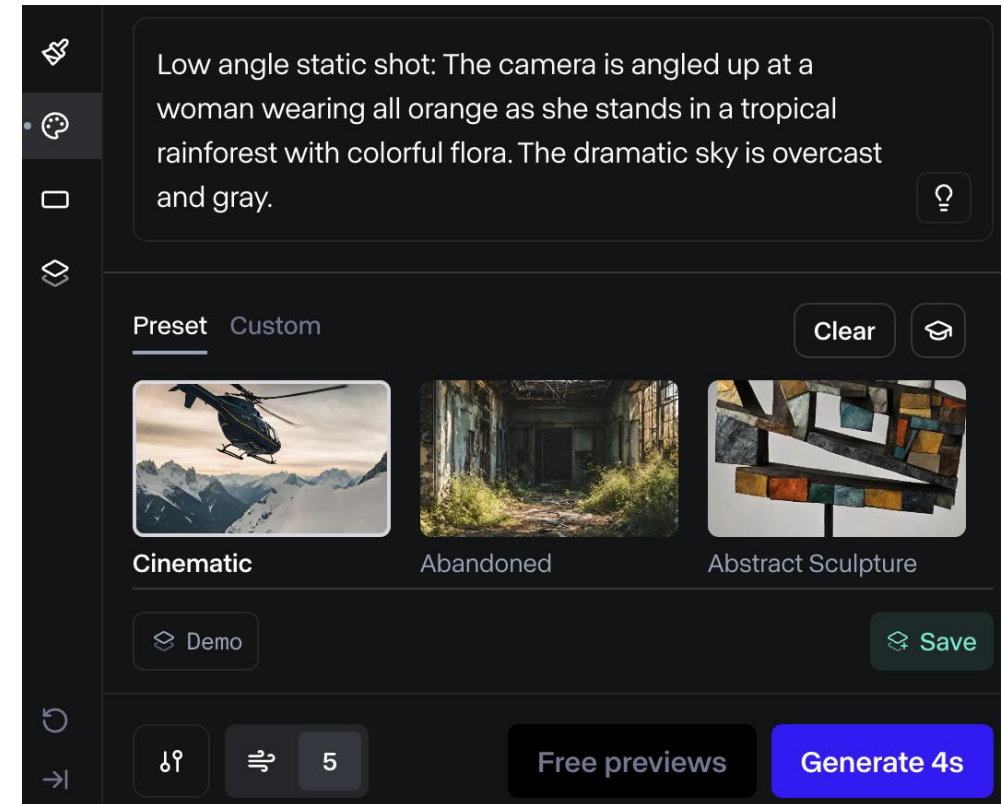 Low angle static shot: The camera is angled up at a
woman wearing all orange as she stands in a tropical
rainforest with colorful flora. The dramatic sky is overcast
and gray.
Preset Custom
Clear
Cinematic
Abandoned
Abstract Sculpture
Demo
Save
5
Free previews
Generate 4s